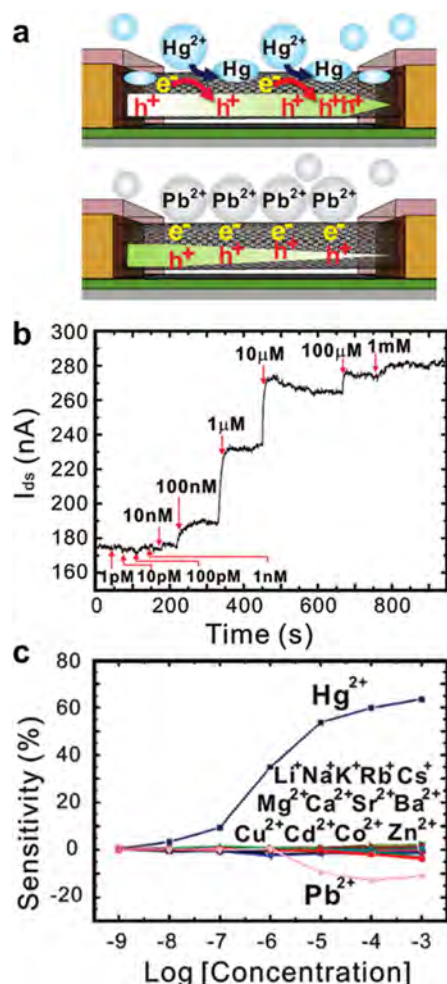 a
Hg²⁺ Hg²⁺
Hg Hg
e⁻ e⁻
h⁺ h⁺ h⁺ h⁺h⁺
Pb²⁺ Pb²⁺ Pb²⁺ Pb²⁺
e⁻ e⁻ e⁻ e⁻
h⁺ h⁺ h⁺ h⁺
b
300
280
260
240
220
200
180
160
I_ds (nA)
1pM 10pM 100pM 1nM
10nM
100nM
1μM
10μM
100μM
1mM
0 200 400 600 800
Time (s)
c
80
60
40
20
0
-20
Sensitivity (%)
Hg²⁺
Li⁺Na⁺K⁺Rb⁺Cs⁺
Mg²⁺Ca²⁺Sr²⁺Ba²⁺
Cu²⁺Cd²⁺Co²⁺Zn²⁺
Pb²⁺
-9 -8 -7 -6 -5 -4 -3
Log [Concentration]